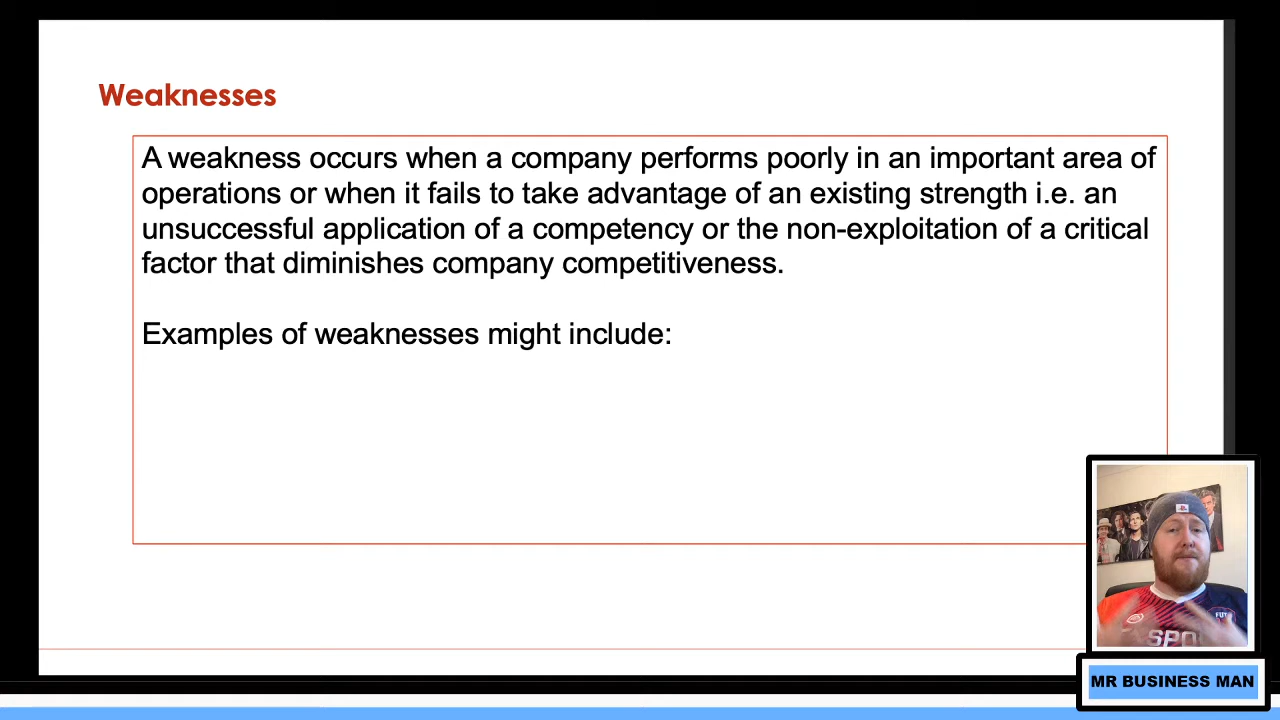 Weaknesses
A weakness occurs when a company performs poorly in an important area of
operations or when it fails to take advantage of an existing strength i.e. an
unsuccessful application of a competency or the non-exploitation of a critical
factor that diminishes company competitiveness.
Examples of weaknesses might include:
FUT
SPO
MR BUSINESS MAN